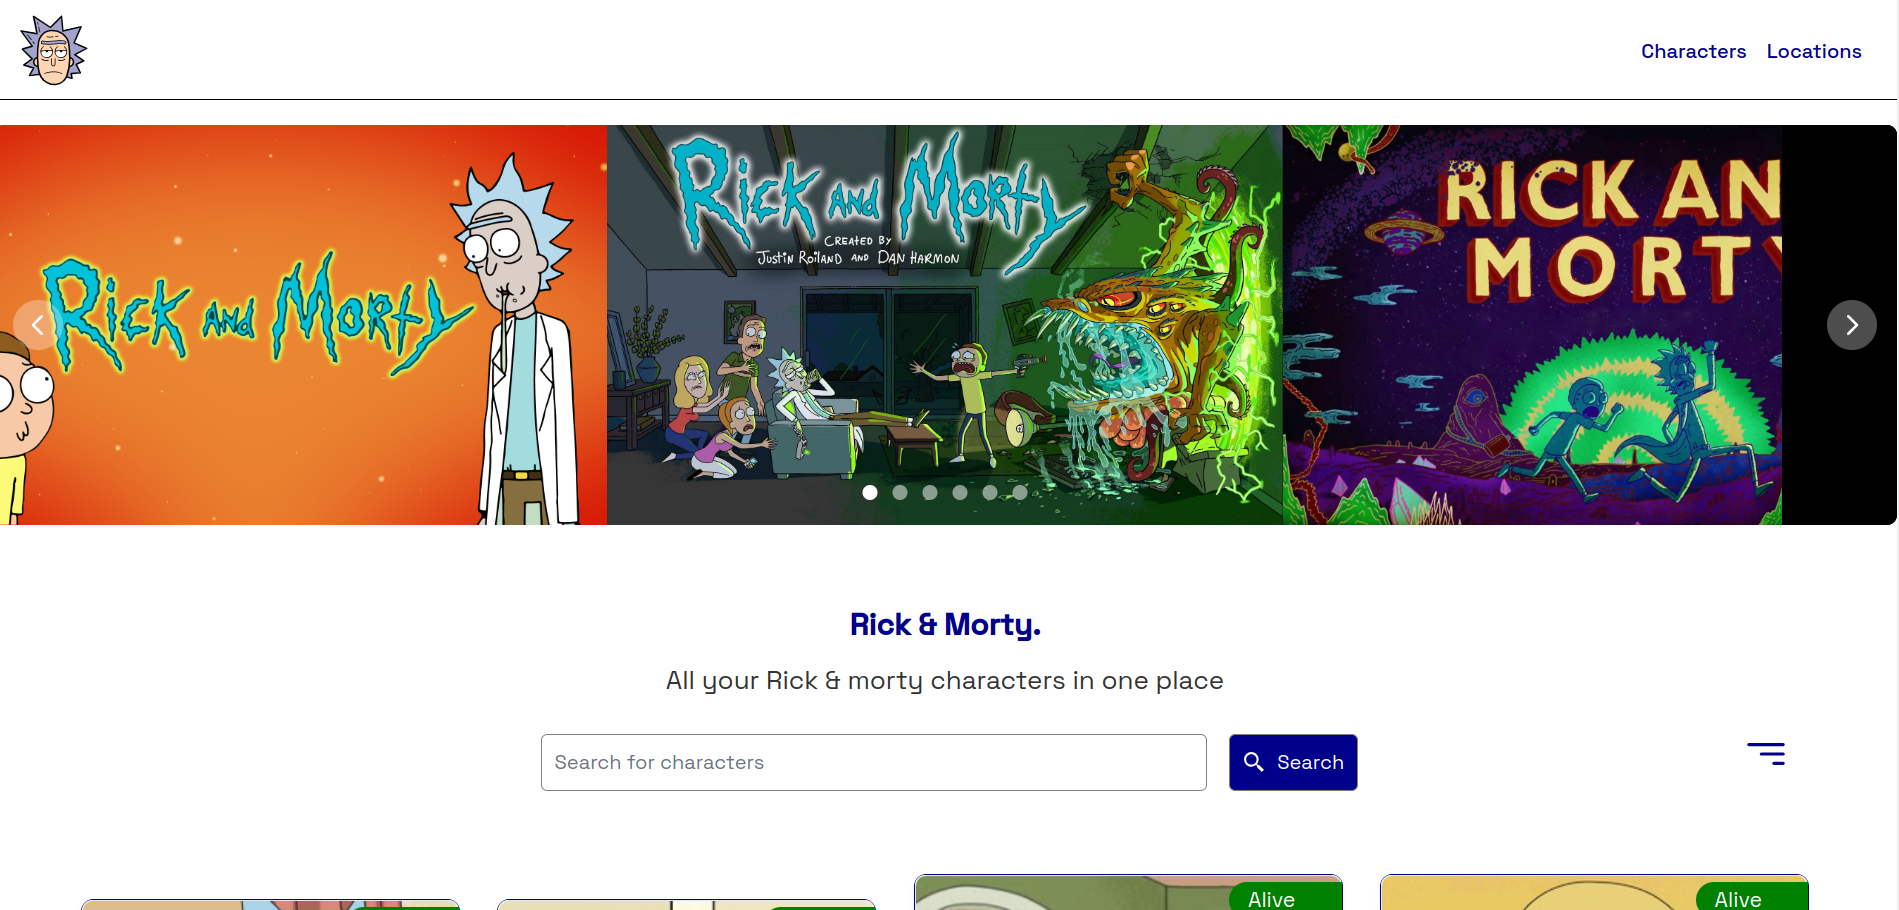 Characters Locations
Rick and Morty
Rick and Morty
Created by
Justin Roiland and Dan Harmon
RICK AN
MORTY
Rick & Morty.
All your Rick & morty characters in one place
Search for characters
Search
Alive
Alive